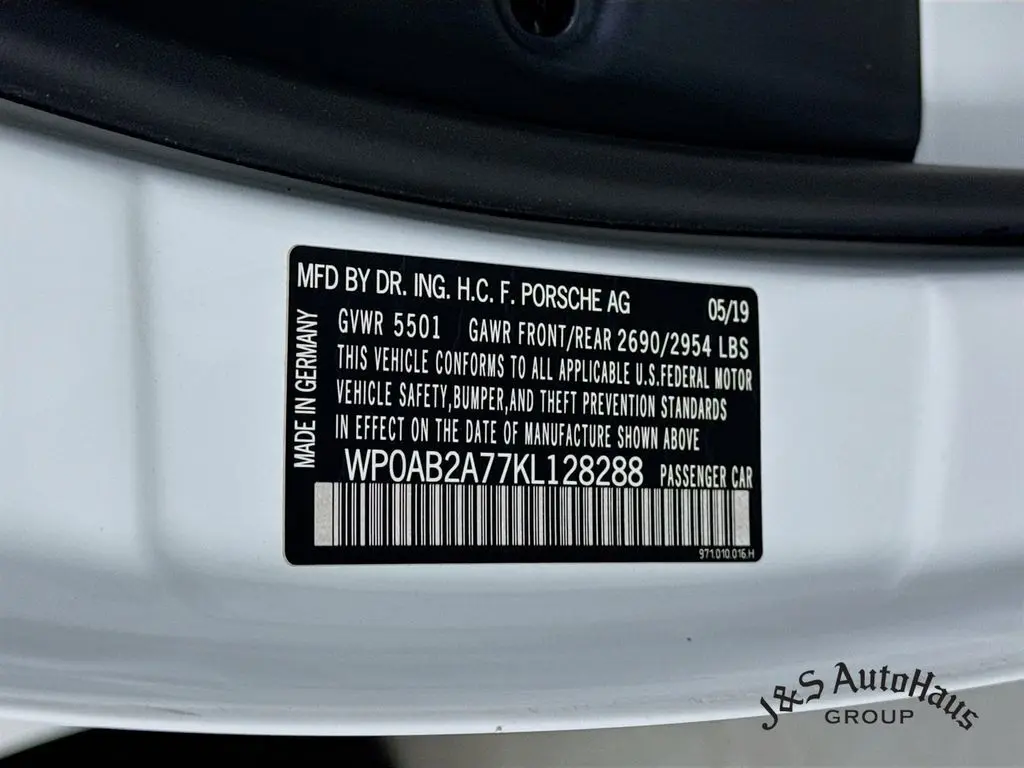 MFD BY DR. ING. H.C. F. PORSCHE AG 05/19
GVWR 5501 GAWR FRONT/REAR 2690/2954 LBS
THIS VEHICLE CONFORMS TO ALL APPLICABLE U.S.FEDERAL MOTOR
VEHICLE SAFETY,BUMPER,AND THEFT PREVENTION STANDARDS
IN EFFECT ON THE DATE OF MANUFACTURE SHOWN ABOVE
WP0AB2A77KL128288 PASSENGER CAR
971.010.016.H
MADE IN GERMANY
J&S AutoHaus
GROUP